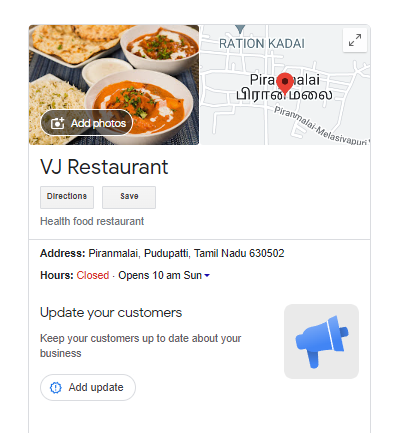 RATION KADAI
Piranmalai
பிரான்மலை
Piranmalai-Melasivapuri
Add photos
VJ Restaurant
Directions Save
Health food restaurant
Address: Piranmalai, Pudupatti, Tamil Nadu 630502
Hours: Closed · Opens 10 am Sun
Update your customers
Keep your customers up to date about your
business
Add update